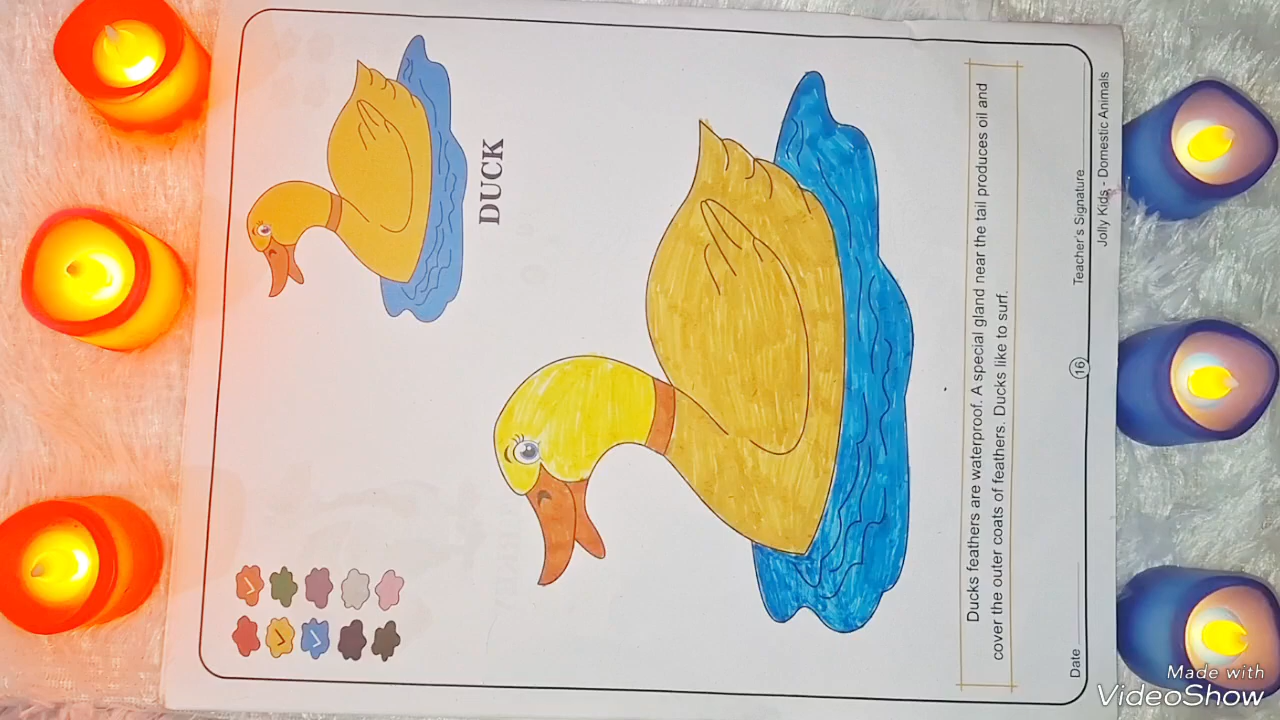 DUCK
Ducks feathers are waterproof. A special gland near the tail produces oil and
cover the outer coats of feathers. Ducks like to surf.
Date
16
Teacher's Signature
Jolly Kids - Domestic Animals
Made with
VideoShow